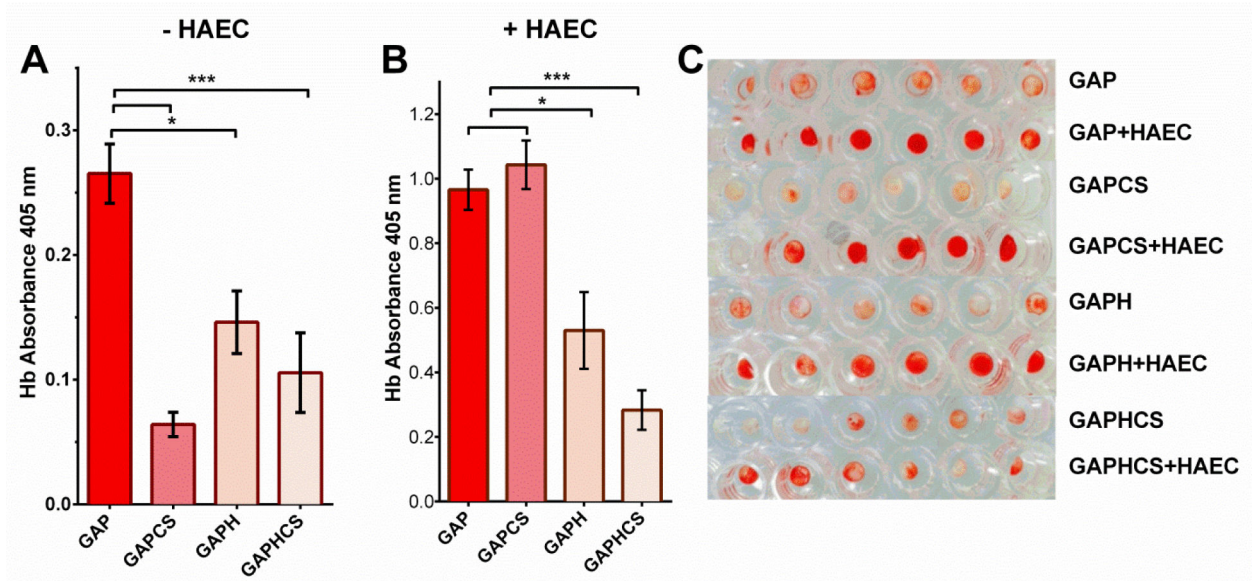 - HAEC
A
Hb Absorbance 405 nm
0.3
0.2
0.1
0.0
***
*
GAP
GAPCS
GAPH
GAPHCS
+ HAEC
B
Hb Absorbance 405 nm
1.2
1.0
0.8
0.6
0.4
0.2
0.0
***
*
GAP
GAPCS
GAPH
GAPHCS
C
GAP
GAP+HAEC
GAPCS
GAPCS+HAEC
GAPH
GAPH+HAEC
GAPHCS
GAPHCS+HAEC